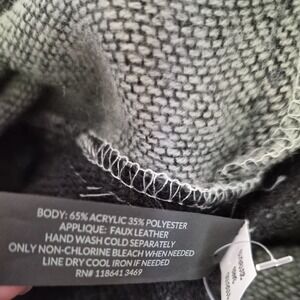 BODY: 65% ACRYLIC 35% POLYESTER
APPLIQUE: FAUX LEATHER
HAND WASH COLD SEPARATELY
ONLY NON-CHLORINE BLEACH WHEN NEEDED
LINE DRY COOL IRON IF NEEDED
RN# 118641 3469